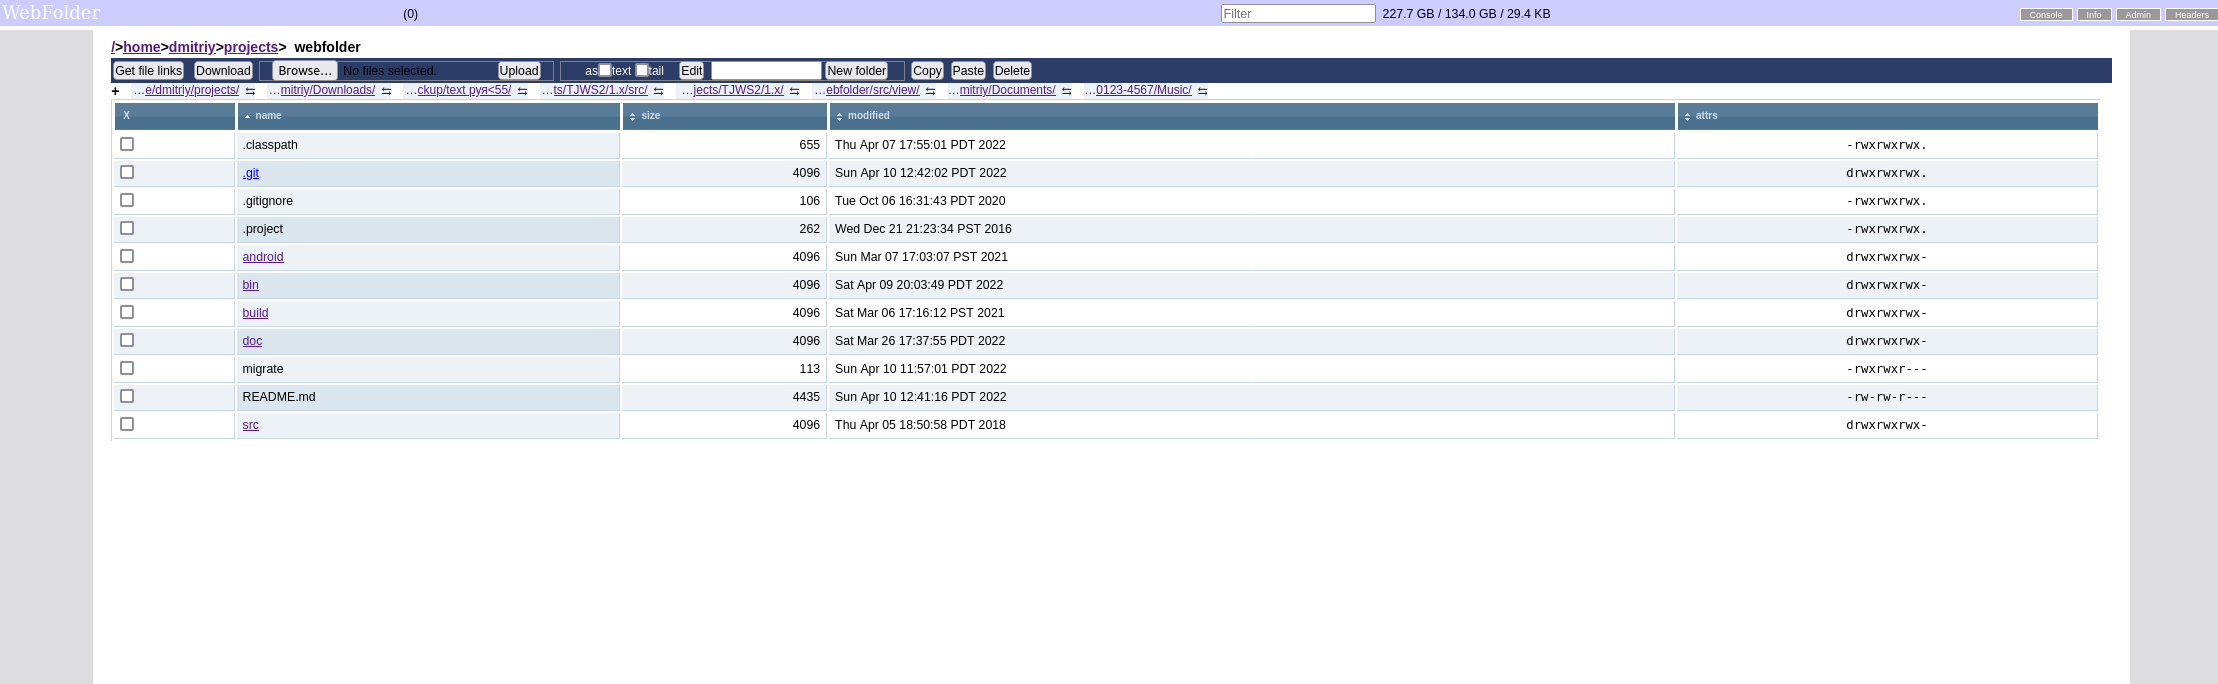 WebFolder (0) Filter 227.7 GB / 134.0 GB / 29.4 KB Console Info Admin Headers
/>home>dmitriy>projects> webfolder
Get file links Download Browse... No files selected. Upload as text tail Edit New folder Copy Paste Delete
+ ...e/dmitriy/projects/ ⇆ ...mitriy/Downloads/ ⇆ ...ckup/text руя<55/ ⇆ ...ts/TJWS2/1.x/src/ ⇆ ...jects/TJWS2/1.x/ ⇆ ...ebfolder/src/view/ ⇆ ...mitriy/Documents/ ⇆ ...0123-4567/Music/ ⇆
X name size modified attrs
.classpath 655 Thu Apr 07 17:55:01 PDT 2022 -rwxrwxrwx.
.git 4096 Sun Apr 10 12:42:02 PDT 2022 drwxrwxrwx.
.gitignore 106 Tue Oct 06 16:31:43 PDT 2020 -rwxrwxrwx.
.project 262 Wed Dec 21 21:23:34 PST 2016 -rwxrwxrwx.
android 4096 Sun Mar 07 17:03:07 PST 2021 drwxrwxrwx-
bin 4096 Sat Apr 09 20:03:49 PDT 2022 drwxrwxrwx-
build 4096 Sat Mar 06 17:16:12 PST 2021 drwxrwxrwx-
doc 4096 Sat Mar 26 17:37:55 PDT 2022 drwxrwxrwx-
migrate 113 Sun Apr 10 11:57:01 PDT 2022 -rwxrwxr---
README.md 4435 Sun Apr 10 12:41:16 PDT 2022 -rw-rw-r---
src 4096 Thu Apr 05 18:50:58 PDT 2018 drwxrwxrwx-